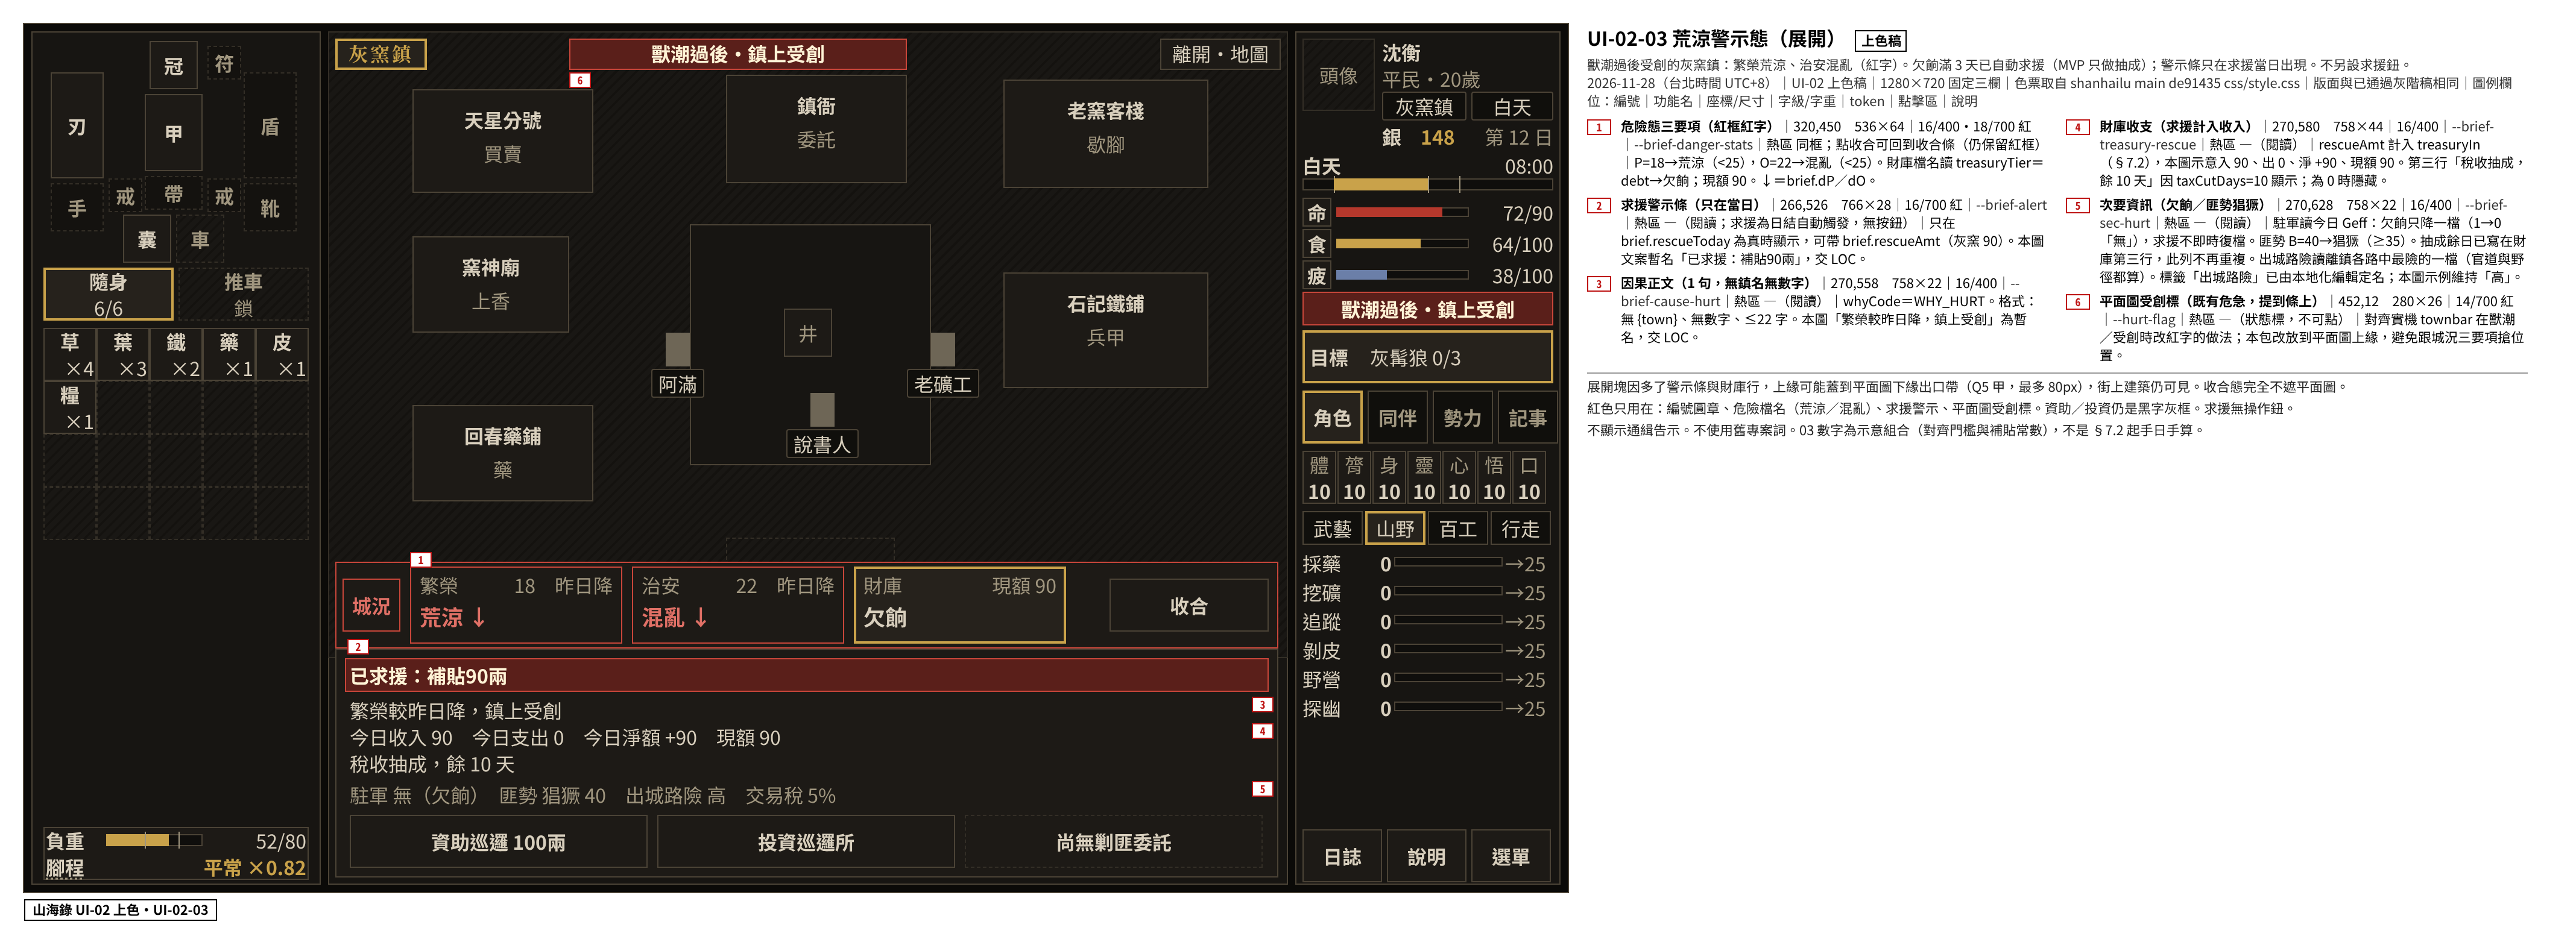 冠
符
刃
甲
盾
手
戒
帶
戒
靴
囊
車
隨身
6/6
推車
鎖
草 葉 鐵 藥 皮
×4 ×3 ×2 ×1 ×1
糧
×1
負重 52/80
腳程 平常 ×0.82
灰窯鎮
獸潮過後・鎮上受創
離開・地圖
6
天星分號
買賣
鎮衙
委託
老窯客棧
歇腳
窯神廟
上香
井
石記鐵鋪
兵甲
阿滿
老礦工
說書人
回春藥鋪
藥
1
城況
繁榮 18 昨日降
荒涼 ↓
治安 22 昨日降
混亂 ↓
財庫 現額 90
欠餉
收合
2
已求援：補貼90兩
繁榮較昨日降，鎮上受創
3
今日收入 90 今日支出 0 今日淨額 +90 現額 90
4
稅收抽成，餘 10 天
駐軍 無（欠餉） 匪勢 猖獗 40 出城路險 高 交易稅 5%
5
資助巡邏 100兩
投資巡邏所
尚無剿匪委託
頭像
沈衡
平民・20歲
灰窯鎮 白天
銀 148 第 12 日
白天 08:00
命 72/90
食 64/100
疲 38/100
獸潮過後・鎮上受創
目標 灰髯狼 0/3
角色 同伴 勢力 記事
體 膂 身 靈 心 悟 口
10 10 10 10 10 10 10
武藝 山野 百工 行走
採藥 0 →25
挖礦 0 →25
追蹤 0 →25
剝皮 0 →25
野營 0 →25
探幽 0 →25
日誌 說明 選單
山海錄 UI-02 上色・UI-02-03
UI-02-03 荒涼警示態（展開） 上色稿
獸潮過後受創的灰窯鎮：繁榮荒涼、治安混亂（紅字）。欠餉滿 3 天已自動求援（MVP 只做抽成）；警示條只在求援當日出現。不另設求援鈕。
2026-11-28（台北時間 UTC+8）｜UI-02 上色稿｜1280×720 固定三欄｜色票取自 shanhailu main de91435 css/style.css｜版面與已通過灰階稿相同｜圖例欄
位：編號｜功能名｜座標/尺寸｜字級/字重｜token｜點擊區｜說明
1 危險態三要項（紅框紅字）｜320,450 536×64｜16/400・18/700 紅
｜--brief-danger-stats｜熱區 同框；點收合可回到收合條（仍保留紅框）
｜P=18→荒涼（<25），O=22→混亂（<25）。財庫檔名讀 treasuryTier＝
debt→欠餉；現額 90。↓＝brief.dP／dO。
2 求援警示條（只在當日）｜266,526 766×28｜16/700 紅｜--brief-alert
｜熱區 —（閱讀；求援為日結自動觸發，無按鈕）｜只在
brief.rescueToday 為真時顯示，可帶 brief.rescueAmt（灰窯 90）。本圖
文案暫名「已求援：補貼90兩」，交 LOC。
3 因果正文（1 句，無鎮名無數字）｜270,558 758×22｜16/400｜--
brief-cause-hurt｜熱區 —（閱讀）｜whyCode＝WHY_HURT。格式：
無 {town}、無數字、≤22 字。本圖「繁榮較昨日降，鎮上受創」為暫
名，交 LOC。
4 財庫收支（求援計入收入）｜270,580 758×44｜16/400｜--brief-
treasury-rescue｜熱區 —（閱讀）｜rescueAmt 計入 treasuryIn
（§7.2），本圖示意入 90、出 0、淨 +90、現額 90。第三行「稅收抽成，
餘 10 天」因 taxCutDays=10 顯示；為 0 時隱藏。
5 次要資訊（欠餉／匪勢猖獗）｜270,628 758×22｜16/400｜--brief-
sec-hurt｜熱區 —（閱讀）｜駐軍讀今日 Geff：欠餉只降一檔（1→0
「無」），求援不即時復檔。匪勢 B=40→猖獗（≥35）。抽成餘日已寫在財
庫第三行，此列不再重複。出城路險讀離鎮各路中最險的一檔（官道與野
徑都算）。標籤「出城路險」已由本地化編輯定名；本圖示例維持「高」。
6 平面圖受創標（既有危急，提到條上）｜452,12 280×26｜14/700 紅
｜--hurt-flag｜熱區 —（狀態標，不可點）｜對齊實機 townbar 在獸潮
／受創時改紅字的做法；本包改放到平面圖上緣，避免跟城況三要項搶位
置。
展開塊因多了警示條與財庫行，上緣可能蓋到平面圖下緣出口帶（Q5 甲，最多 80px），街上建築仍可見。收合態完全不遮平面圖。
紅色只用在：編號圓章、危險檔名（荒涼／混亂）、求援警示、平面圖受創標。資助／投資仍是黑字灰框。求援無操作鈕。
不顯示通緝告示。不使用舊專案詞。03 數字為示意組合（對齊門檻與補貼常數），不是 §7.2 起手日手算。